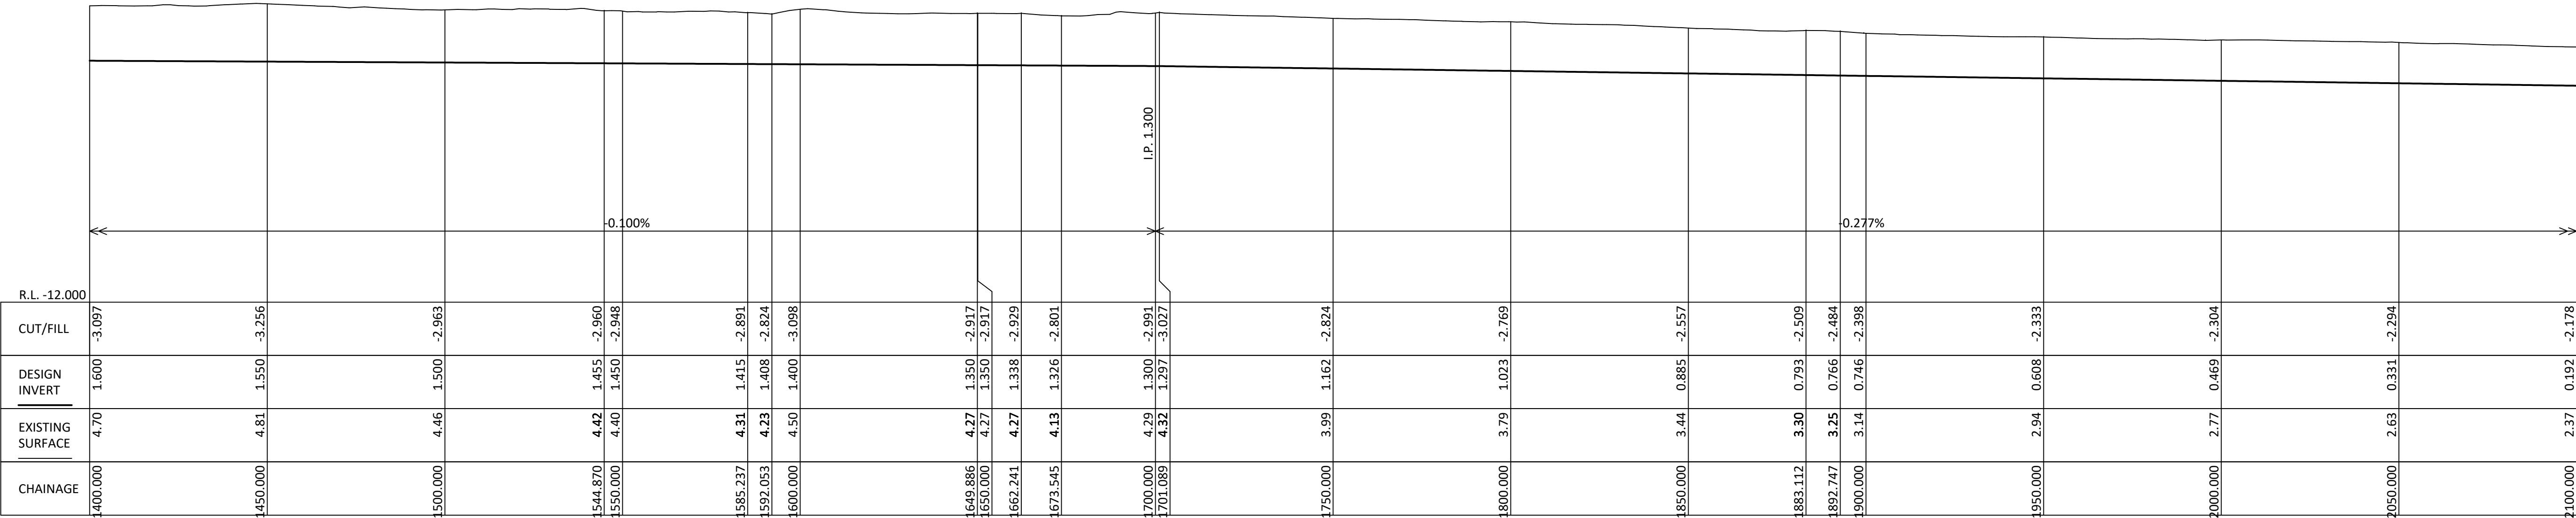 I.P. 1.300
-0.100%
-0.277%
R.L. -12.000
CUT/FILL -3.097 -3.256 -2.963 -2.960 -2.948 -2.891 -2.824 -3.098 -2.917 -2.917 -2.929 -2.801 -2.991 -3.027 -2.824 -2.769 -2.557 -2.509 -2.484 -2.398 -2.333 -2.304 -2.294 -2.178
DESIGN
INVERT
1.600 1.550 1.500 1.455 1.450 1.415 1.408 1.400 1.350 1.350 1.338 1.326 1.300 1.297 1.162 1.023 0.885 0.793 0.766 0.746 0.608 0.469 0.331 0.192
EXISTING
SURFACE
4.70 4.81 4.46 4.42 4.40 4.31 4.23 4.50 4.27 4.27 4.27 4.13 4.29 4.32 3.99 3.79 3.44 3.30 3.25 3.14 2.94 2.77 2.63 2.37
CHAINAGE 1400.000 1450.000 1500.000 1544.870 1550.000 1585.237 1592.053 1600.000 1649.886 1650.000 1662.241 1673.545 1700.000 1701.089 1750.000 1800.000 1850.000 1883.112 1892.747 1900.000 1950.000 2000.000 2050.000 2100.000